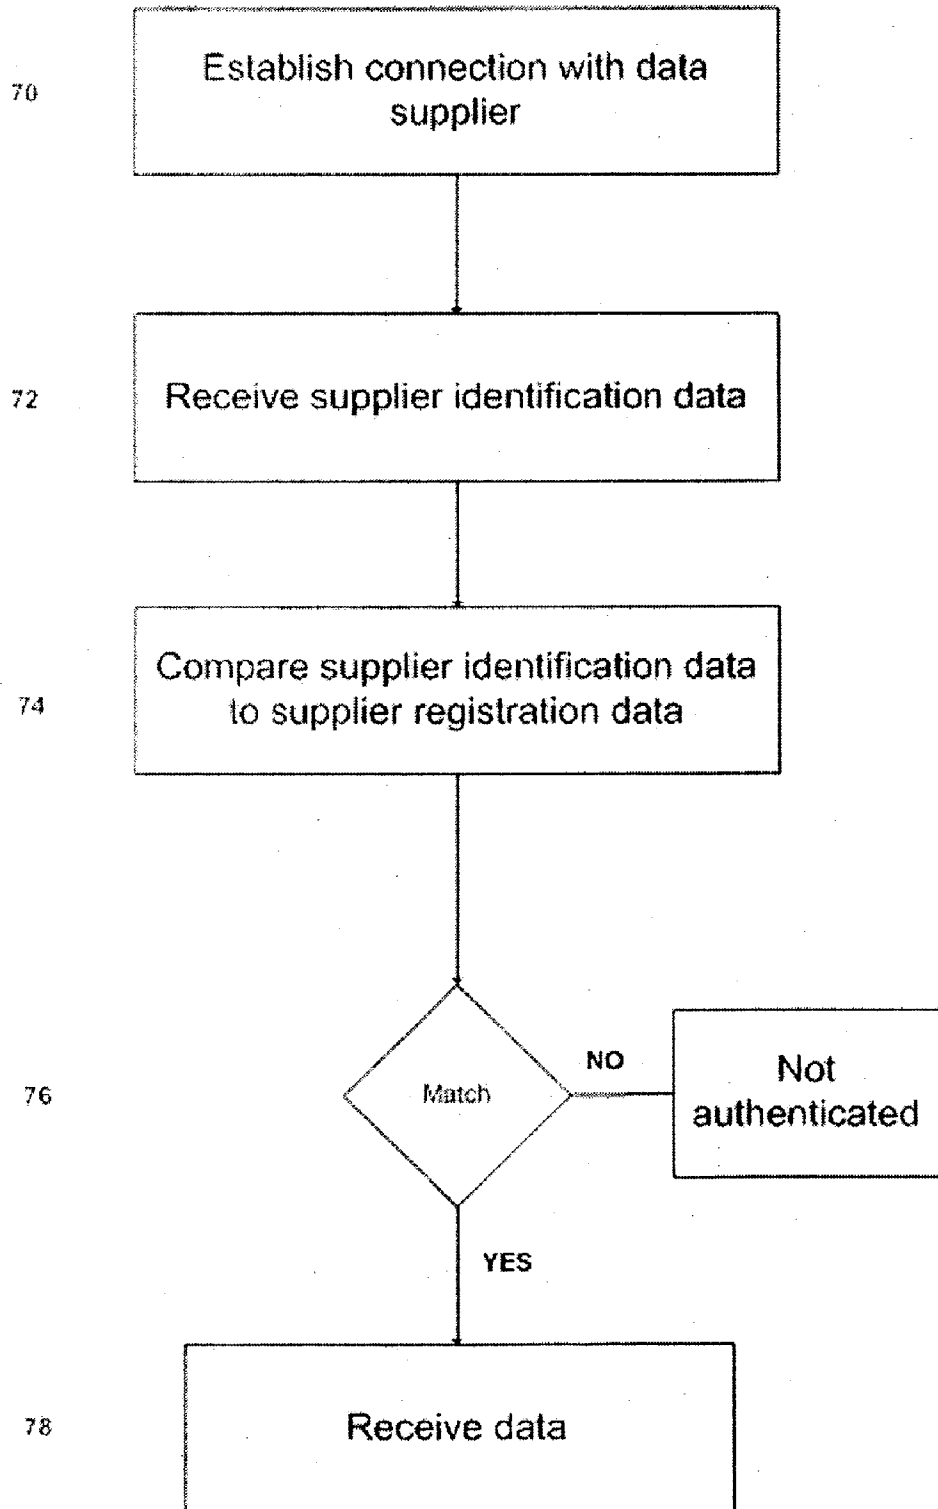 70
Establish connection with data
supplier
72
Receive supplier identification data
74
Compare supplier identification data
to supplier registration data
76
Match
NO
Not
authenticated
YES
78
Receive data